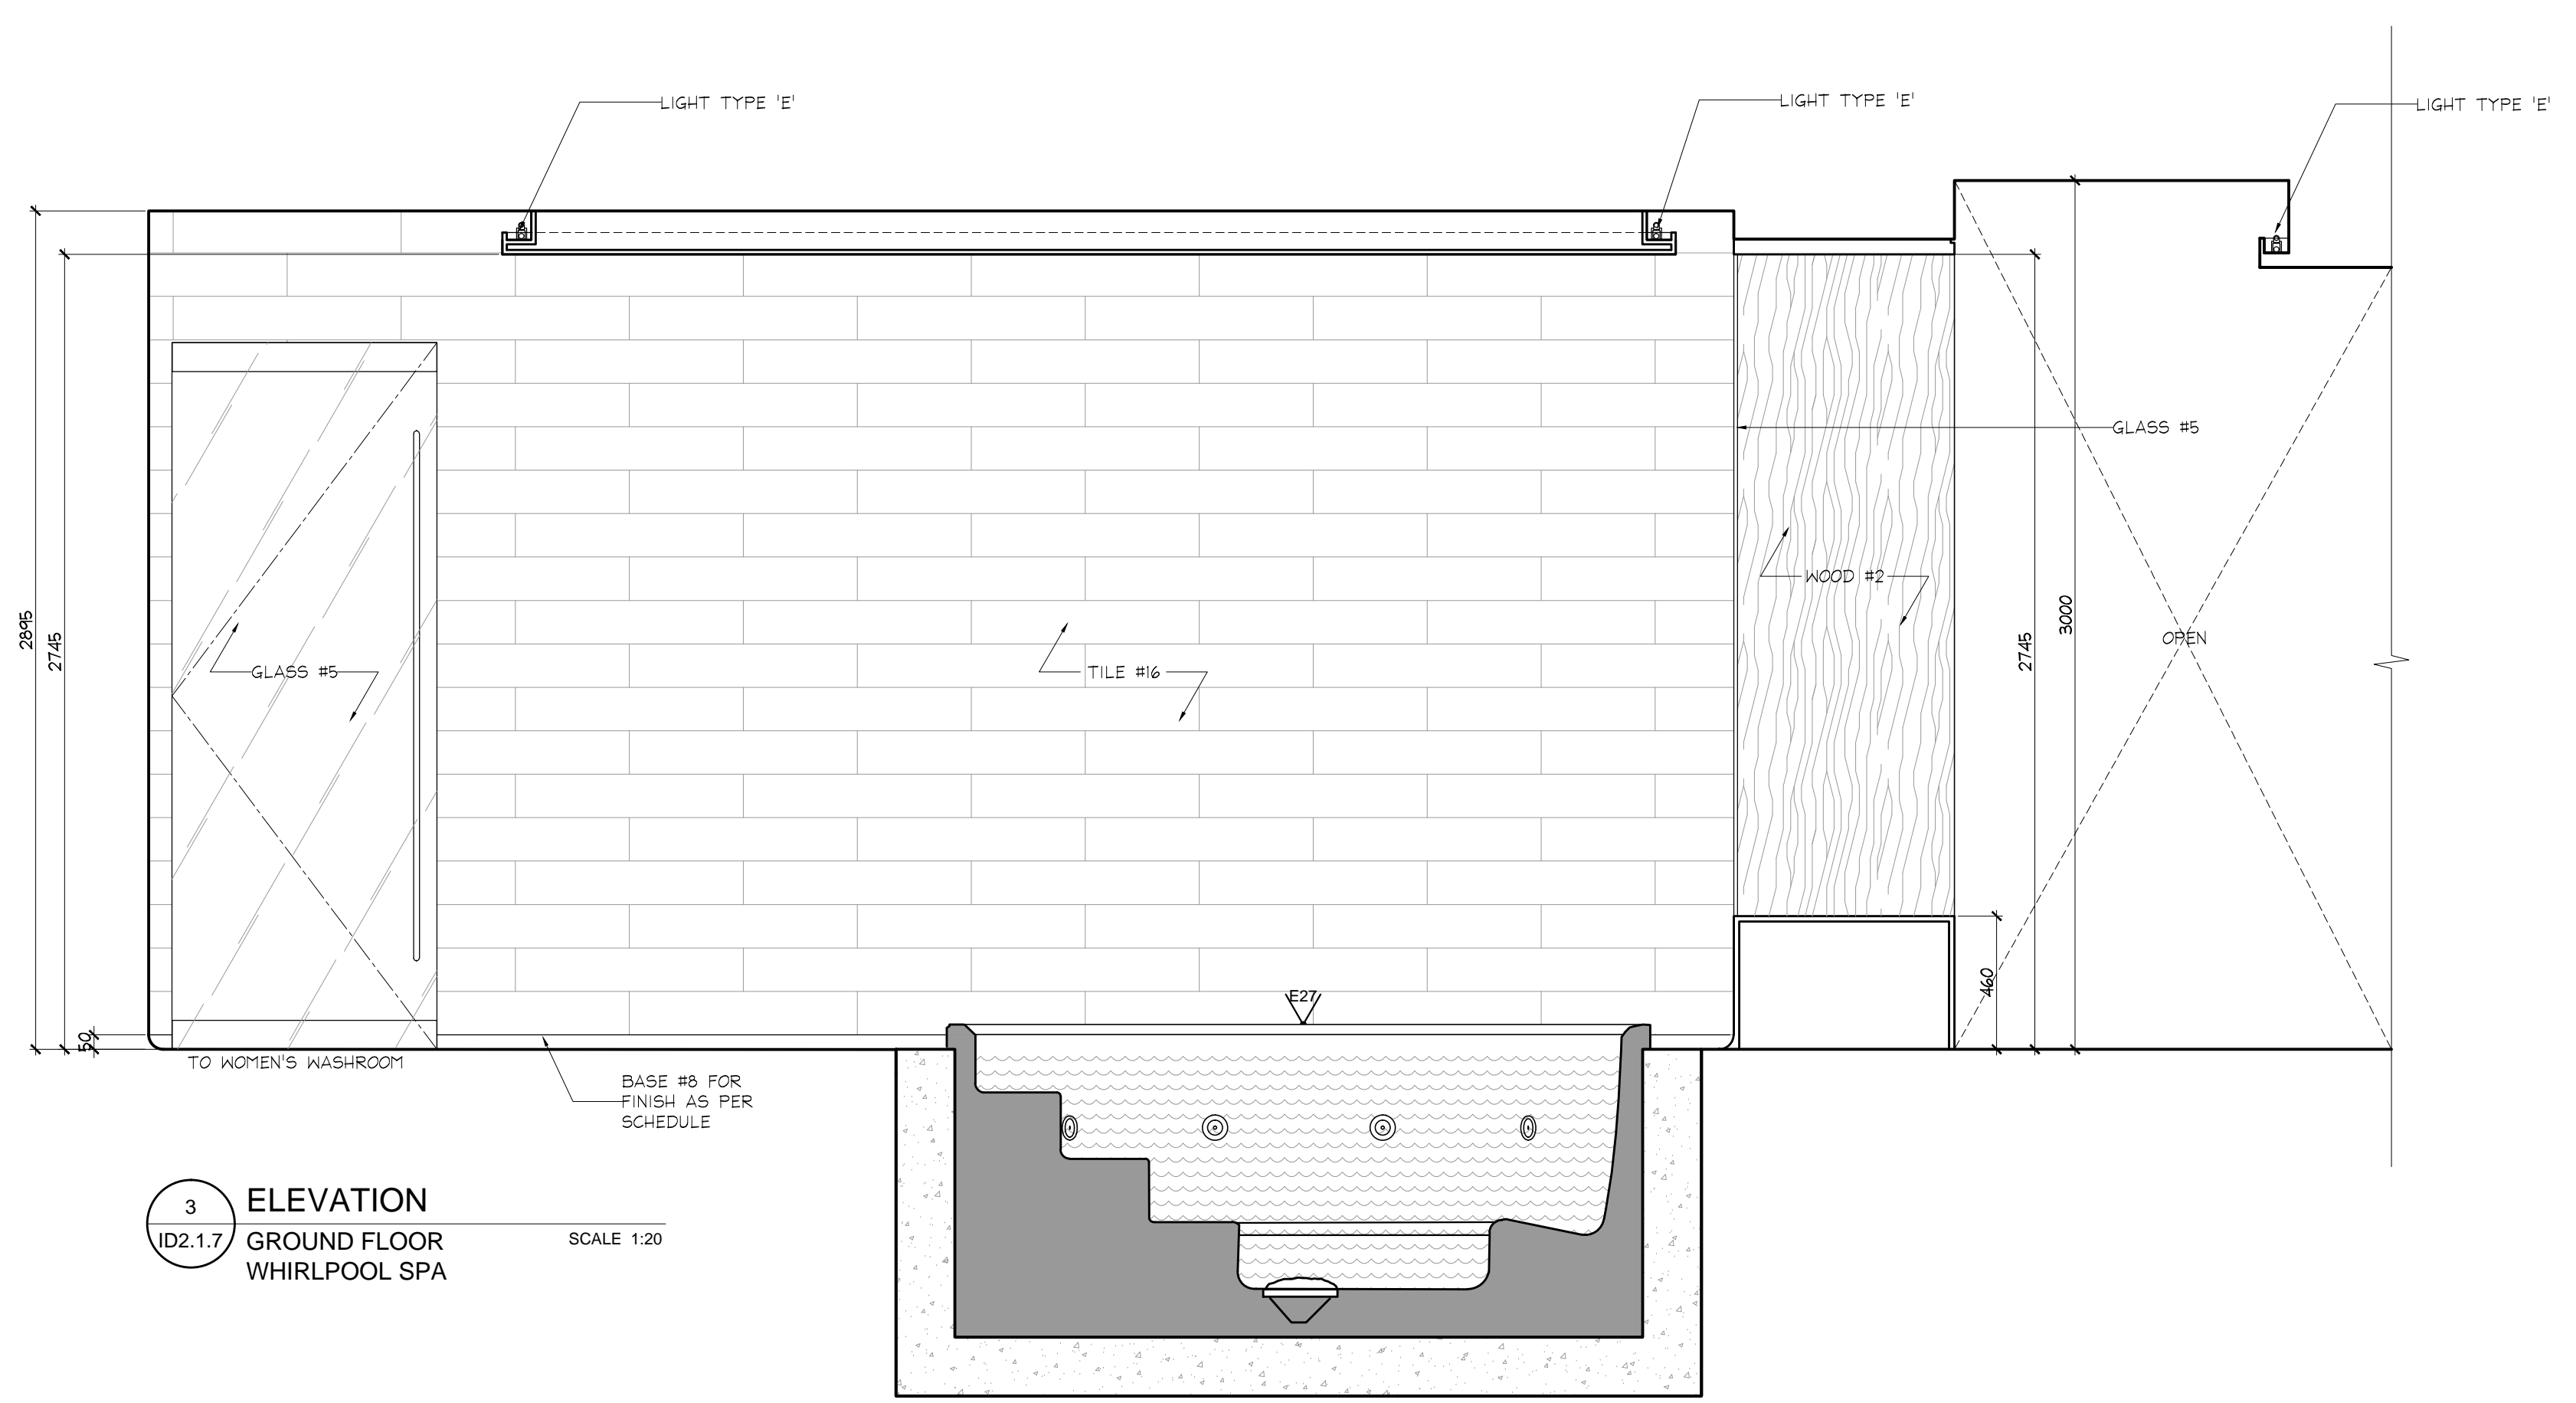 LIGHT TYPE 'E'
LIGHT TYPE 'E'
LIGHT TYPE 'E'
GLASS #5
WOOD #2
2895
2745
2745
3000
OPEN
GLASS #5
TILE #16
460
E27
50
TO WOMEN'S WASHROOM
BASE #8 FOR
FINISH AS PER
SCHEDULE
3
ELEVATION
ID2.1.7
GROUND FLOOR
SCALE 1:20
WHIRLPOOL SPA